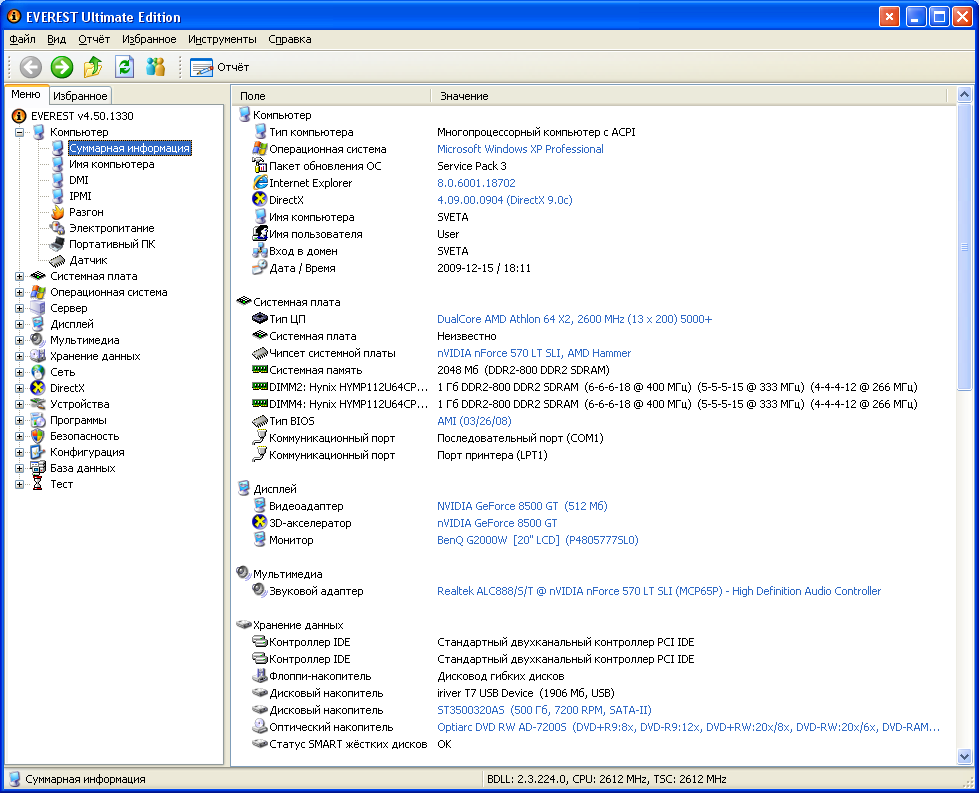 EVEREST Ultimate Edition
Файл Вид Отчёт Избранное Инструменты Справка
Отчёт
Меню Избранное
EVEREST v4.50.1330
Компьютер
Суммарная информация
Имя компьютера
DMI
IPMI
Разгон
Электропитание
Портативный ПК
Датчик
Системная плата
Операционная система
Сервер
Дисплей
Мультимедиа
Хранение данных
Сеть
DirectX
Устройства
Программы
Безопасность
Конфигурация
База данных
Тест
Поле Значение
Компьютер
Тип компьютера Многопроцессорный компьютер с ACPI
Операционная система Microsoft Windows XP Professional
Пакет обновления ОС Service Pack 3
Internet Explorer 8.0.6001.18702
DirectX 4.09.00.0904 (DirectX 9.0c)
Имя компьютера SVETA
Имя пользователя User
Вход в домен SVETA
Дата / Время 2009-12-15 / 18:11
Системная плата
Тип ЦП DualCore AMD Athlon 64 X2, 2600 MHz (13 x 200) 5000+
Системная плата Неизвестно
Чипсет системной платы nVIDIA nForce 570 LT SLI, AMD Hammer
Системная память 2048 Мб (DDR2-800 DDR2 SDRAM)
DIMM2: Hynix HYMP112U64CP... 1 Гб DDR2-800 DDR2 SDRAM (6-6-6-18 @ 400 МГц) (5-5-5-15 @ 333 МГц) (4-4-4-12 @ 266 МГц)
DIMM4: Hynix HYMP112U64CP... 1 Гб DDR2-800 DDR2 SDRAM (6-6-6-18 @ 400 МГц) (5-5-5-15 @ 333 МГц) (4-4-4-12 @ 266 МГц)
Тип BIOS AMI (03/26/08)
Коммуникационный порт Последовательный порт (COM1)
Коммуникационный порт Порт принтера (LPT1)
Дисплей
Видеоадаптер NVIDIA GeForce 8500 GT (512 Мб)
3D-акселератор nVIDIA GeForce 8500 GT
Монитор BenQ G2000W [20" LCD] (P4805777SL0)
Мультимедиа
Звуковой адаптер Realtek ALC888/S/T @ nVIDIA nForce 570 LT SLI (MCP65P) - High Definition Audio Controller
Хранение данных
Контроллер IDE Стандартный двухканальный контроллер PCI IDE
Контроллер IDE Стандартный двухканальный контроллер PCI IDE
Флоппи-накопитель Дисковод гибких дисков
Дисковый накопитель iriver T7 USB Device (1906 Мб, USB)
Дисковый накопитель ST3500320AS (500 Гб, 7200 RPM, SATA-II)
Оптический накопитель Optiarc DVD RW AD-7200S (DVD+R9:8x, DVD-R9:12x, DVD+RW:20x/8x, DVD-RW:20x/6x, DVD-RAM...
Статус SMART жёстких дисков OK
Суммарная информация BDLL: 2.3.224.0, CPU: 2612 MHz, TSC: 2612 MHz